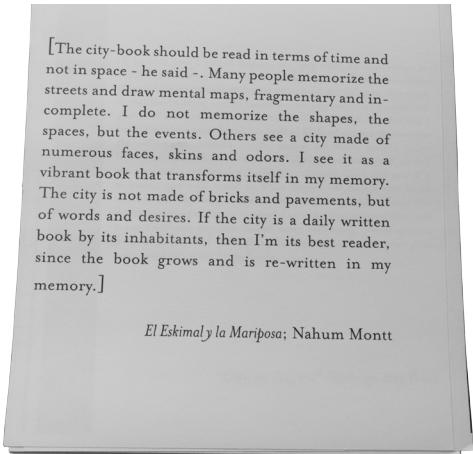 [The city-book should be read in terms of time and
not in space - he said -. Many people memorize the
streets and draw mental maps, fragmentary and in-
complete. I do not memorize the shapes, the
spaces, but the events. Others see a city made of
numerous faces, skins and odors. I see it as a
vibrant book that transforms itself in my memory.
The city is not made of bricks and pavements, but
of words and desires. If the city is a daily written
book by its inhabitants, then I'm its best reader,
since the book grows and is re-written in my
memory.]
El Eskimal y la Mariposa; Nahum Montt